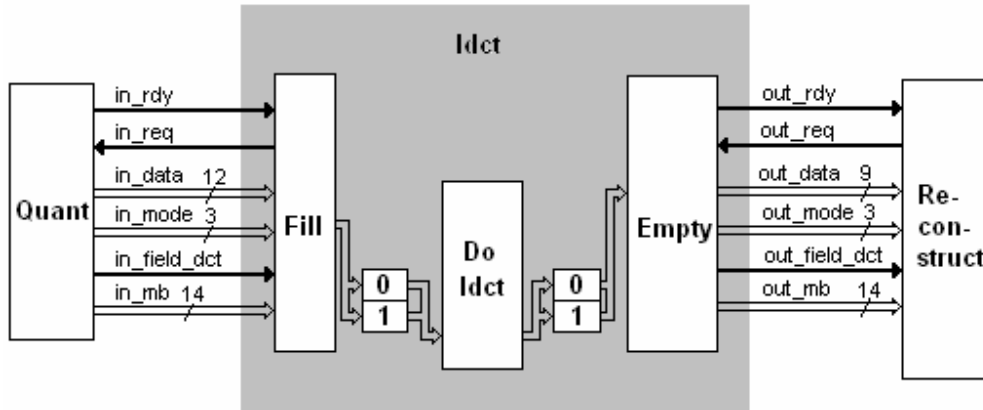 Idct
Quant
in_rdy
in_req
in_data 12
in_mode 3
in_field_dct
in_mb 14
Fill
0
1
Do
Idct
0
1
Empty
out_rdy
out_req
out_data 9
out_mode 3
out_field_dct
out_mb 14
Re-
con-
struct